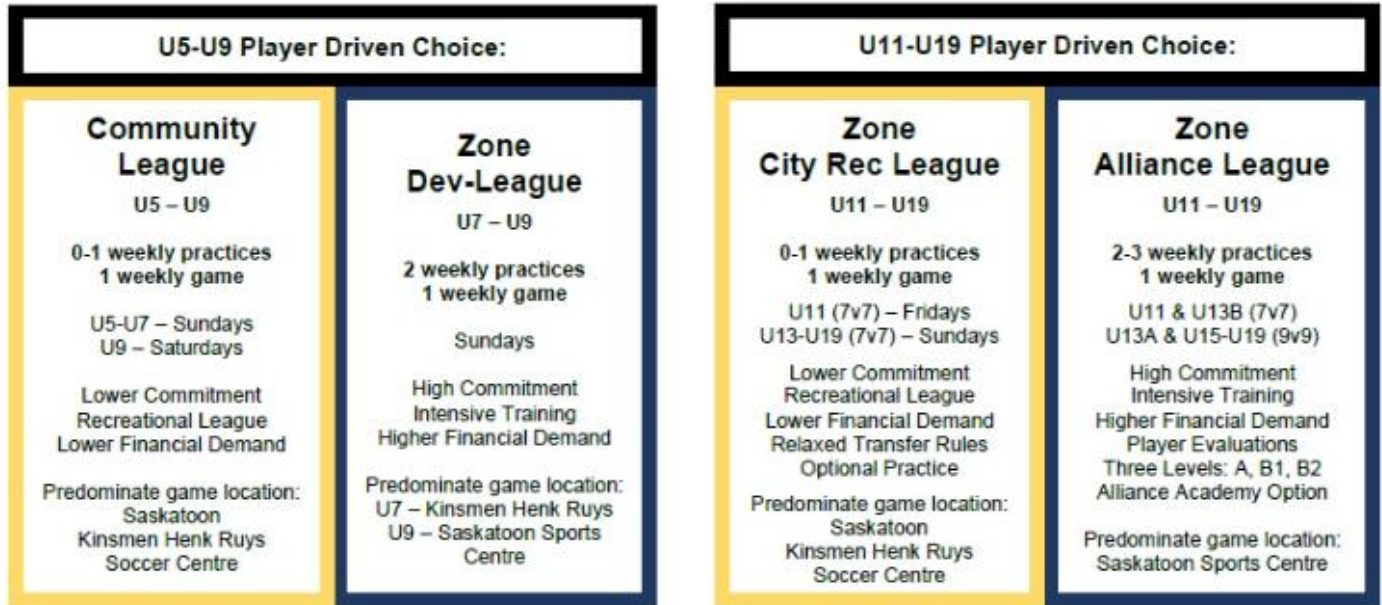 U5-U9 Player Driven Choice:
Community
League
U5 – U9
0-1 weekly practices
1 weekly game
U5-U7 – Sundays
U9 – Saturdays
Lower Commitment
Recreational League
Lower Financial Demand
Predominate game location:
Saskatoon
Kinsmen Henk Ruys
Soccer Centre
Zone
Dev-League
U7 – U9
2 weekly practices
1 weekly game
Sundays
High Commitment
Intensive Training
Higher Financial Demand
Predominate game location:
U7 – Kinsmen Henk Ruys
U9 – Saskatoon Sports
Centre
U11-U19 Player Driven Choice:
Zone
City Rec League
U11 – U19
0-1 weekly practices
1 weekly game
U11 (7v7) – Fridays
U13-U19 (7v7) – Sundays
Lower Commitment
Recreational League
Lower Financial Demand
Relaxed Transfer Rules
Optional Practice
Predominate game location:
Saskatoon
Kinsmen Henk Ruys
Soccer Centre
Zone
Alliance League
U11 – U19
2-3 weekly practices
1 weekly game
U11 & U13B (7v7)
U13A & U15-U19 (9v9)
High Commitment
Intensive Training
Higher Financial Demand
Player Evaluations
Three Levels: A, B1, B2
Alliance Academy Option
Predominate game location:
Saskatoon Sports Centre